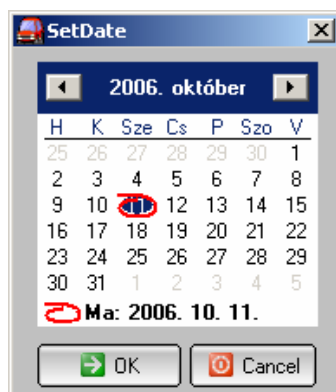 SetDate
2006. október
H K Sze Cs P Szo V
25 26 27 28 29 30 1
2 3 4 5 6 7 8
9 10 11 12 13 14 15
16 17 18 19 20 21 22
23 24 25 26 27 28 29
30 31 1 2 3 4 5
Ma: 2006. 10. 11.
OK Cancel